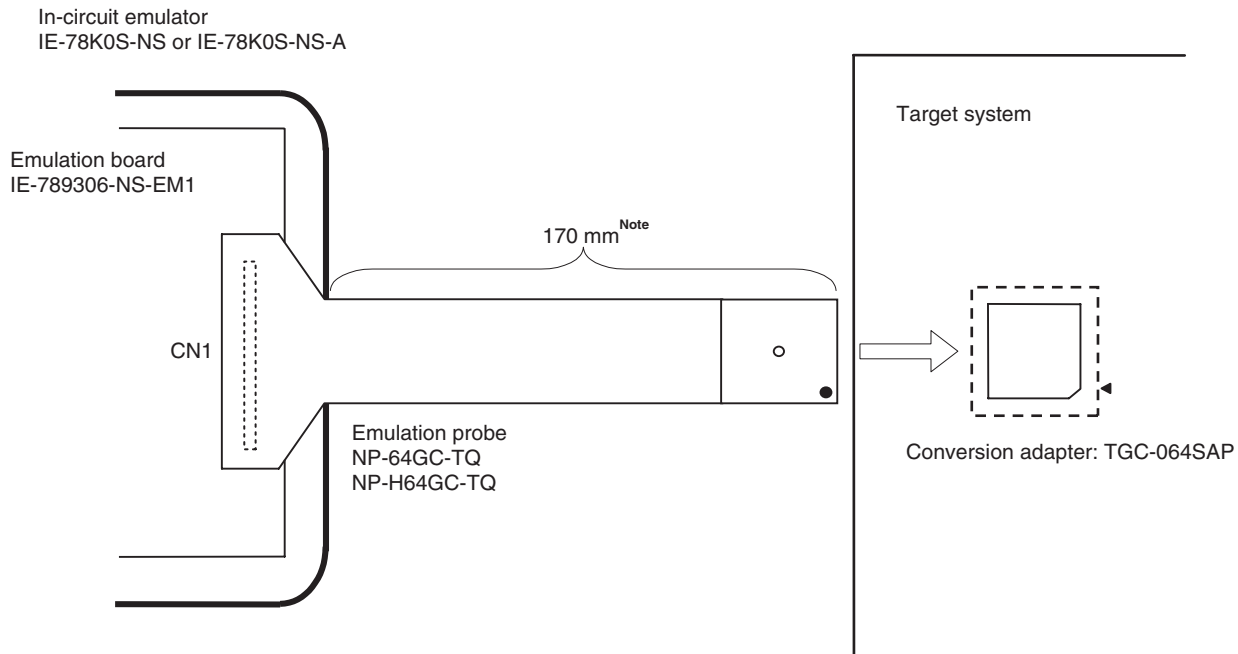 In-circuit emulator
IE-78K0S-NS or IE-78K0S-NS-A
Target system
Emulation board
IE-789306-NS-EM1
170 mm Note
CN1
Emulation probe
NP-64GC-TQ
NP-H64GC-TQ
Conversion adapter: TGC-064SAP